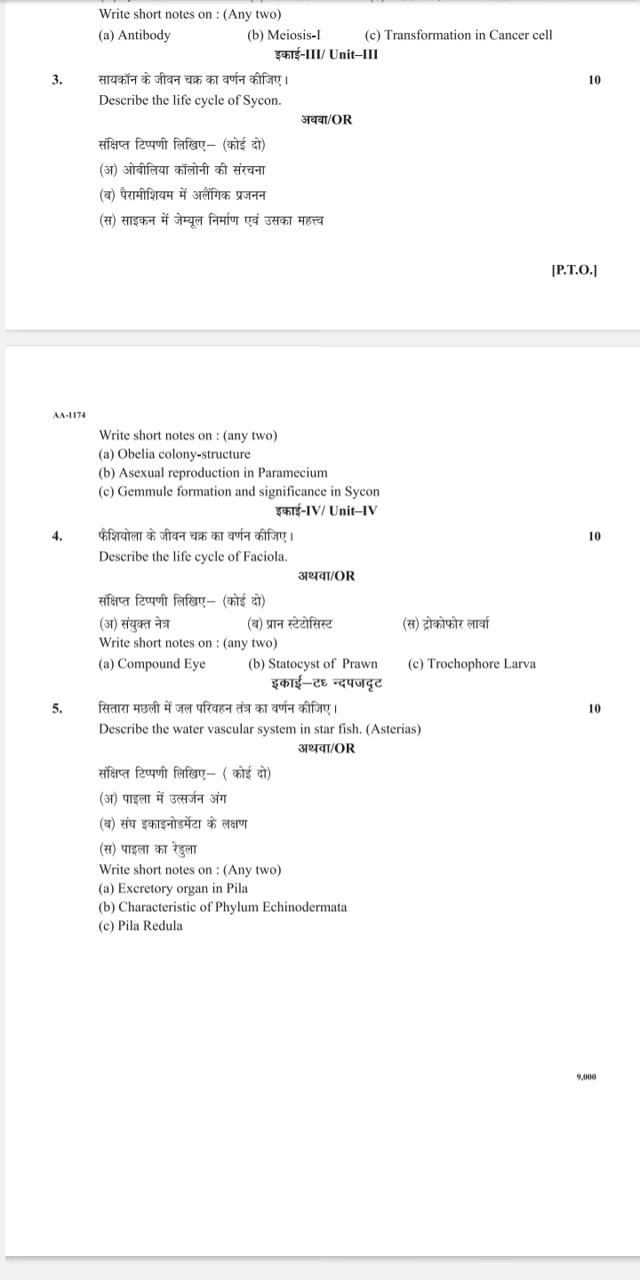 Write short notes on : (Any two)
(a) Antibody (b) Meiosis-I (c) Transformation in Cancer cell
इकाई-III/ Unit–III
3. सायकॉन के जीवन चक्र का वर्णन कीजिए। 10
Describe the life cycle of Sycon.
अथवा/OR
संक्षिप्त टिप्पणी लिखिए– (कोई दो)
(अ) ओबीलिया कॉलोनी की संरचना
(ब) पैरामीशियम में अलैंगिक प्रजनन
(स) साइकन में जेम्यूल निर्माण एवं उसका महत्त्व
[P.T.O.]
AA-1174
Write short notes on : (any two)
(a) Obelia colony-structure
(b) Asexual reproduction in Paramecium
(c) Gemmule formation and significance in Sycon
इकाई-IV/ Unit–IV
4. फैशियोला के जीवन चक्र का वर्णन कीजिए। 10
Describe the life cycle of Faciola.
अथवा/OR
संक्षिप्त टिप्पणी लिखिए– (कोई दो)
(अ) संयुक्त नेत्र (ब) प्रान स्टेटोसिस्ट (स) ट्रोकोफोर लार्वा
Write short notes on : (any two)
(a) Compound Eye (b) Statocyst of Prawn (c) Trochophore Larva
इकाई–टध न्दपजदृट
5. सितारा मछली में जल परिवहन तंत्र का वर्णन कीजिए। 10
Describe the water vascular system in star fish. (Asterias)
अथवा/OR
संक्षिप्त टिप्पणी लिखिए– ( कोई दो)
(अ) पाइला में उत्सर्जन अंग
(ब) संघ इकाइनोडर्मेटा के लक्षण
(स) पाइला का रेडुला
Write short notes on : (Any two)
(a) Excretory organ in Pila
(b) Characteristic of Phylum Echinodermata
(c) Pila Redula
9,000